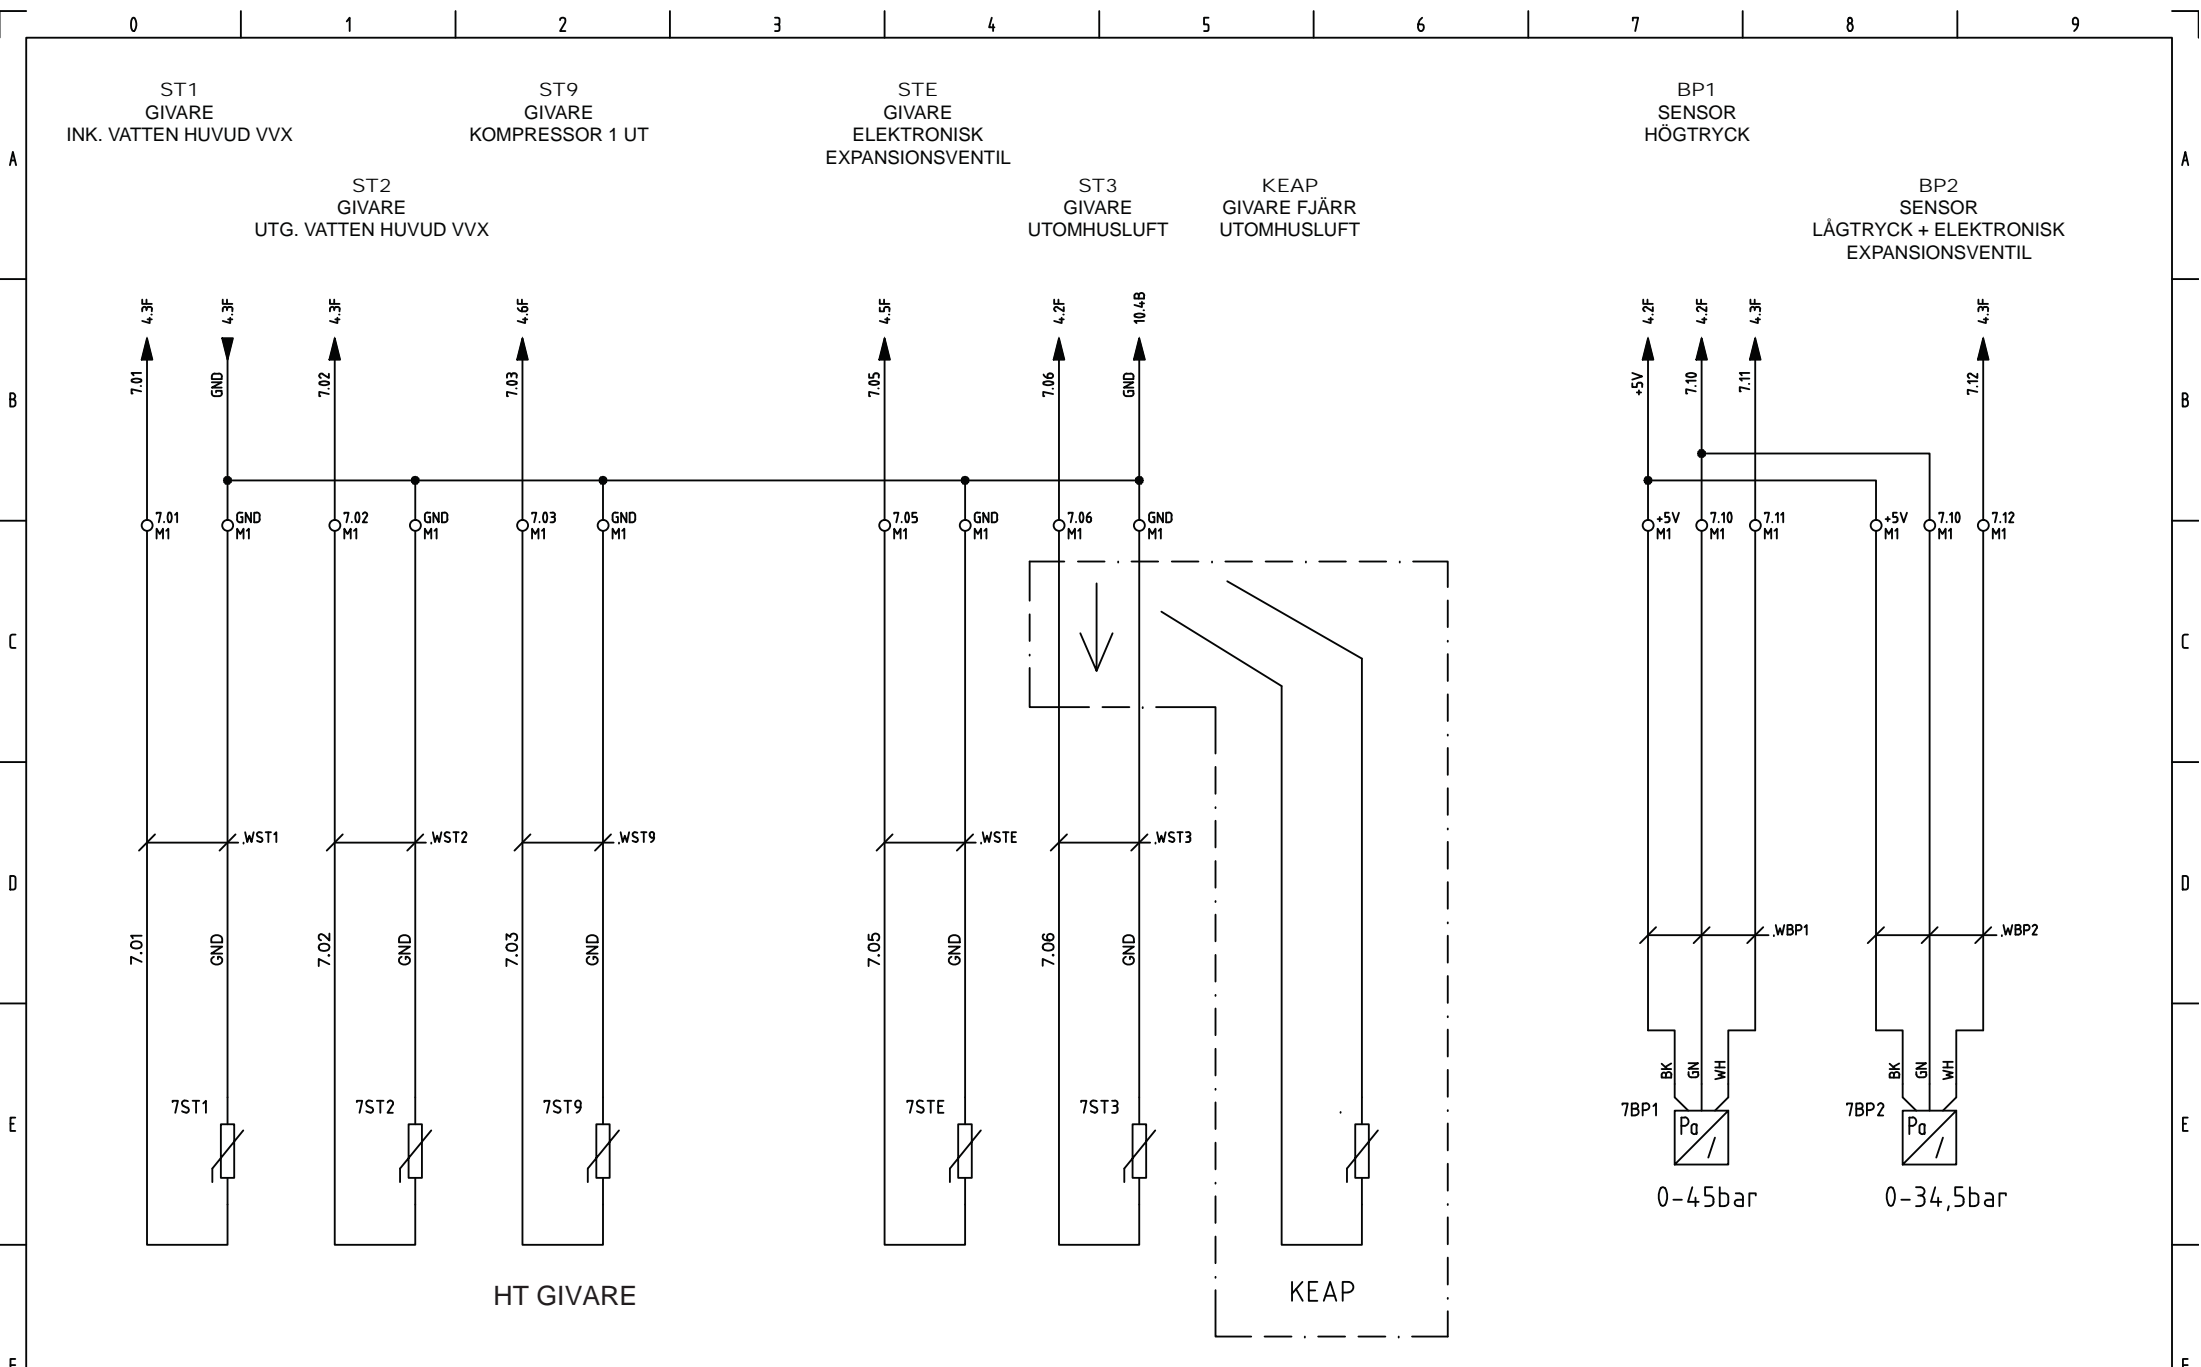 0 1 2 3 4 5 6 7 8 9
ST1
GIVARE
INK. VATTEN HUVUD VVX
ST9
GIVARE
KOMPRESSOR 1 UT
STE
GIVARE
ELEKTRONISK
EXPANSIONSVENTIL
BP1
SENSOR
HÖGTRYCK
A A
ST2
GIVARE
UTG. VATTEN HUVUD VVX
ST3
GIVARE
UTOMHUSLUFT
KEAP
GIVARE FJÄRR
UTOMHUSLUFT
BP2
SENSOR
LÅGTRYCK + ELEKTRONISK
EXPANSIONSVENTIL
4.3F 4.3F 4.3F 4.6F 4.5F 4.2F 10.4B 4.2F 4.2F 4.3F 4.3F
7.01 GND 7.02 7.03 7.05 7.06 GND +5V 7.10 7.11 7.12
B B
7.01 GND 7.02 GND 7.03 GND 7.05 GND 7.06 GND +5V 7.10 7.11 +5V 7.10 7.12
M1 M1 M1 M1 M1 M1 M1 M1 M1 M1 M1 M1 M1 M1 M1 M1
C C
.WST1 .WST2 .WST9 .WSTE .WST3
D D
7.01 GND 7.02 GND 7.03 GND 7.05 GND 7.06 GND
.WBP1 .WBP2
BK GN WH BK GN WH
7ST1 7ST2 7ST9 7STE 7ST3 7BP1 7BP2
E E
Pa / Pa /
0-45bar 0-34,5bar
HT GIVARE
KEAP
F F